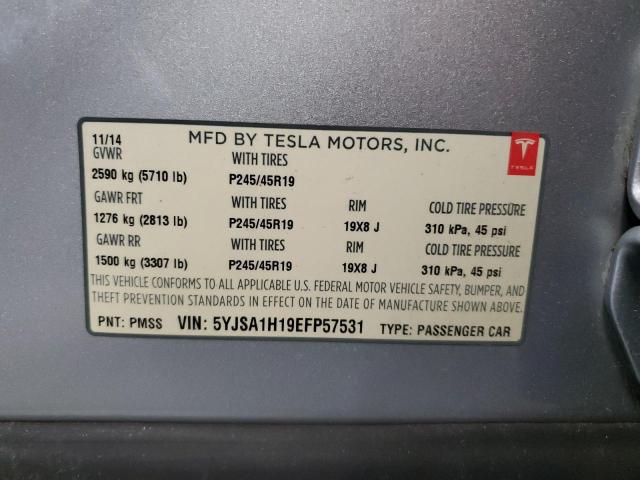 11/14 MFD BY TESLA MOTORS, INC.
GVWR WITH TIRES
2590 kg (5710 lb) P245/45R19
GAWR FRT WITH TIRES RIM COLD TIRE PRESSURE
1276 kg (2813 lb) P245/45R19 19X8 J 310 kPa, 45 psi
GAWR RR WITH TIRES RIM COLD TIRE PRESSURE
1500 kg (3307 lb) P245/45R19 19X8 J 310 kPa, 45 psi
THIS VEHICLE CONFORMS TO ALL APPLICABLE U.S. FEDERAL MOTOR VEHICLE SAFETY, BUMPER, AND
THEFT PREVENTION STANDARDS IN EFFECT ON THE DATE OF MANUFACTURE SHOWN ABOVE.
PNT: PMSS VIN: 5YJSA1H19EFP57531 TYPE: PASSENGER CAR
TESLA